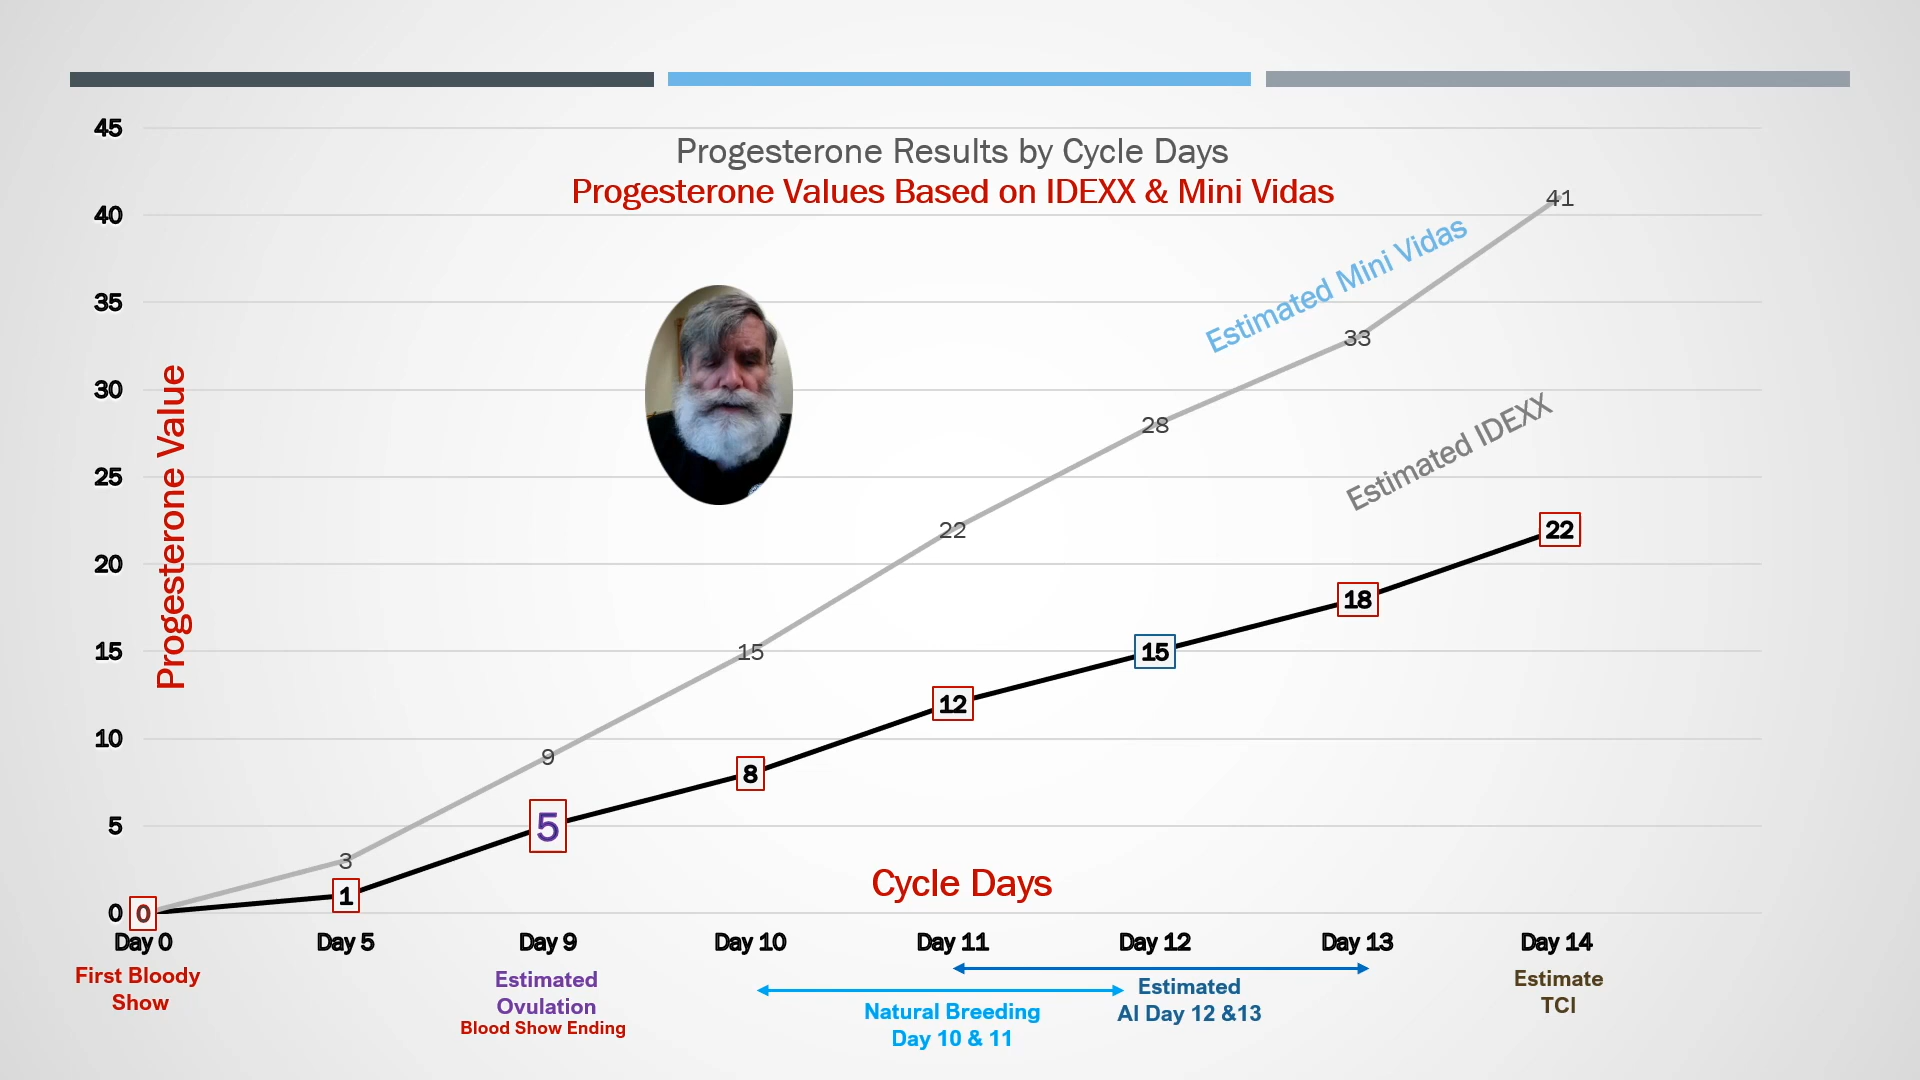 Progesterone Results by Cycle Days
Progesterone Values Based on IDEXX & Mini Vidas
45
40
35
30
25
20
15
10
5
0
Progesterone Value
Estimated Mini Vidas
Estimated IDEXX
0
3
9
15
22
28
33
41
1
5
8
12
15
18
22
Cycle Days
Day 0
Day 5
Day 9
Day 10
Day 11
Day 12
Day 13
Day 14
First Bloody
Show
Estimated
Ovulation
Blood Show Ending
Natural Breeding
Day 10 & 11
Estimated
AI Day 12 &13
Estimate
TCI